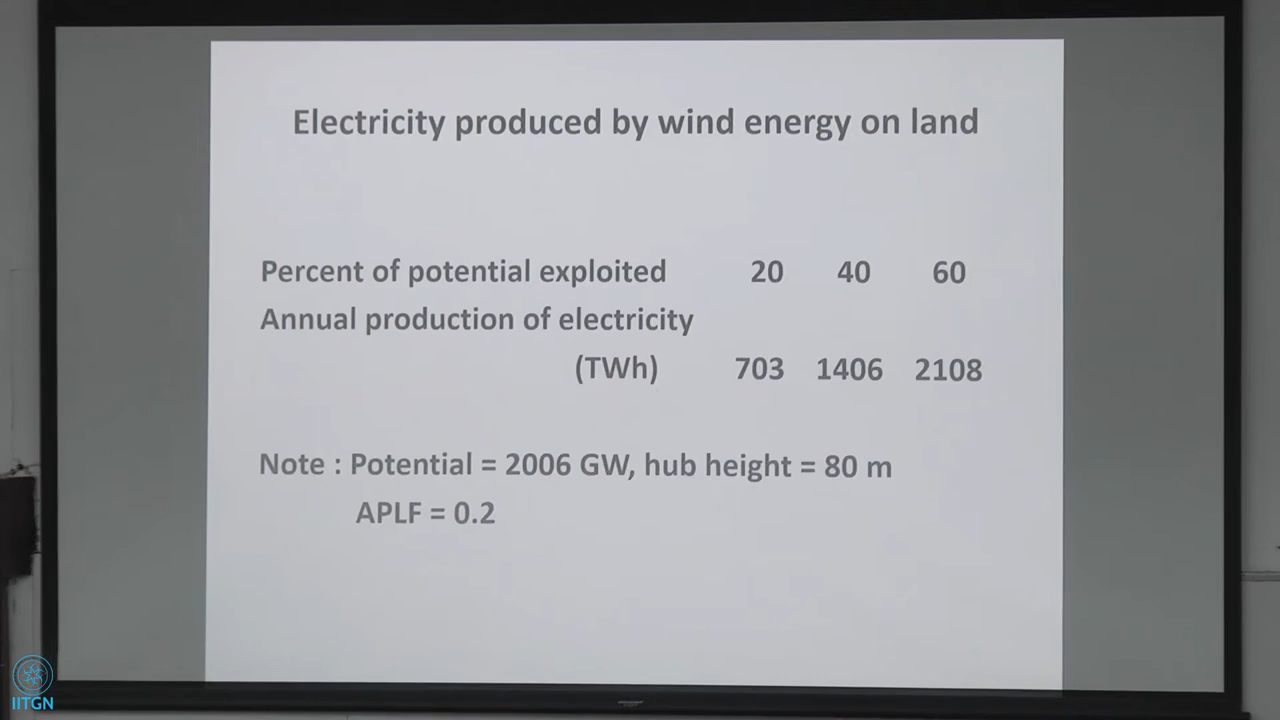 Electricity produced by wind energy on land
Percent of potential exploited 20 40 60
Annual production of electricity
(TWh) 703 1406 2108
Note : Potential = 2006 GW, hub height = 80 m
APLF = 0.2
IITGN